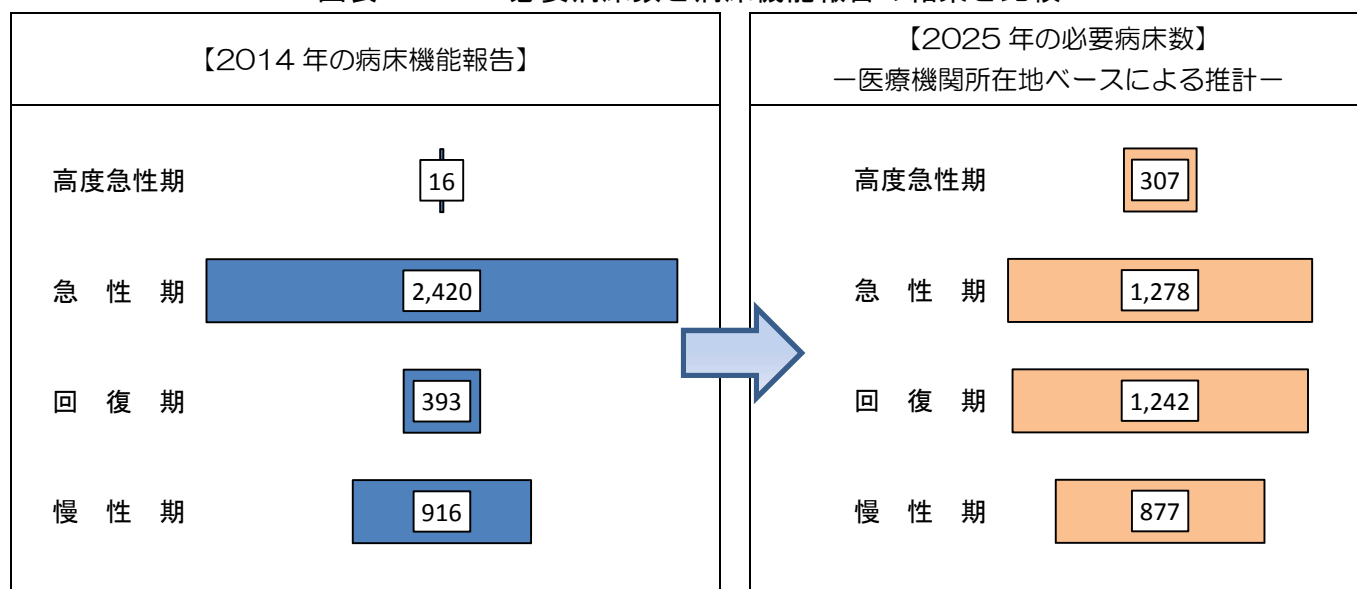 【2014 年の病床機能報告】
【2025 年の必要病床数】
－医療機関所在地ベースによる推計－
高度急性期
16
急 性 期
2,420
回 復 期
393
慢 性 期
916
高度急性期
307
急 性 期
1,278
回 復 期
1,242
慢 性 期
877